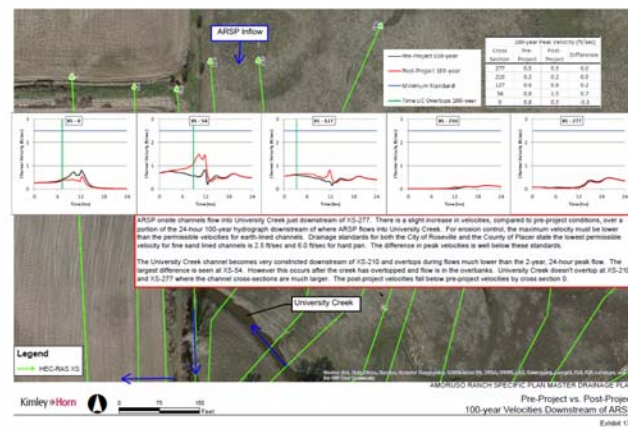 ARSP Inflow
Pre-Project 100-year
Post-Project 100-year
Minimum Standard
Time UC Overtops 100-year
100-year Peak Velocity (ft/sec)
Cross Section
Pre-Project
Post-Project
Difference
277 0.3 0.3 0.0
210 0.2 0.2 0.0
127 0.2
54 0.8 1.5 0.7
0 0.8
XS - 0
XS - 54
XS - 127
XS - 210
XS - 277
Channel Velocity (ft/sec)
Time (hrs)
ARSP onsite channels flow into University Creek just downstream of XS-277. There is a slight increase in velocities, compared to pre-project conditions, over a
portion of the 24-hour 100-year hydrograph downstream of where ARSP flows into University Creek. For erosion control, the maximum velocity must be lower
than the permissible velocities for earth-lined channels. Drainage standards for both the City of Roseville and the County of Placer state the lowest permissible
velocity for fine sand lined channels is 2.5 ft/sec and 6.0 ft/sec for hard pan. The difference in peak velocities is well below these standards.
The University Creek channel becomes very constricted downstream of XS-210 and overtops during flows much lower than the 2-year, 24-hour peak flow. The
largest difference is seen at XS-54. However this occurs after the creek has overtopped and flow is in the overbanks. University Creek doesn't overtop at XS-210
and XS-277 where the channel cross-sections are much larger. The post-project velocities fall below pre-project velocities by cross section 0.
University Creek
Legend
HEC-RAS XS
AMORUSO RANCH SPECIFIC PLAN MASTER DRAINAGE PLA
Kimley»Horn
0 75 150
Feet
Pre-Project vs. Post-Projec
100-year Velocities Downstream of ARS
Exhibit 13